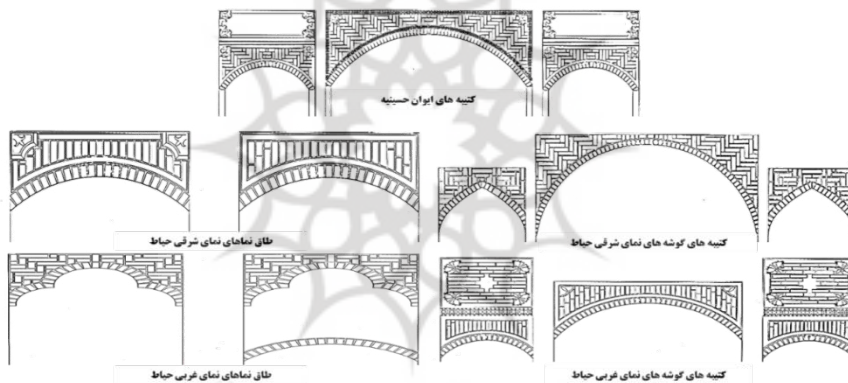 کتیبه های ایوان حسینیه
کتیبه های گوشه های نمای شرقی حیاط
طاق نماهای نمای شرقی حیاط
کتیبه های گوشه های نمای غربی حیاط
طاق نماهای نمای غربی حیاط